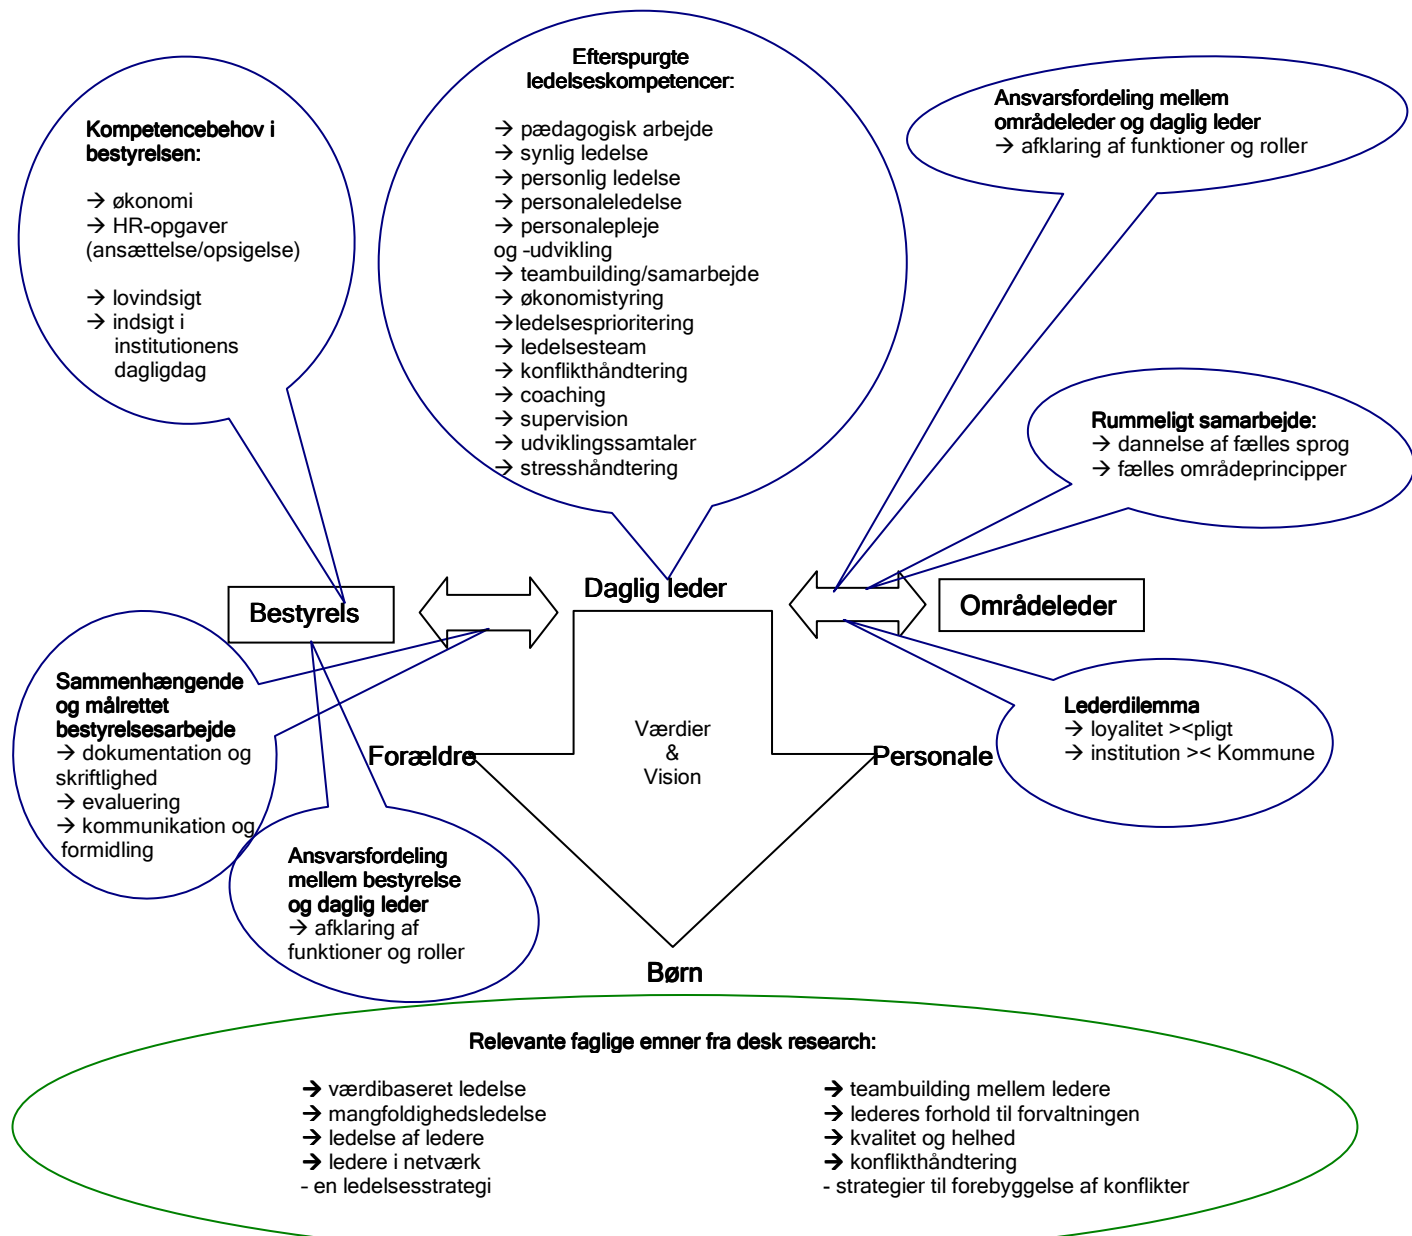 Efterspurgte
ledelseskompetencer:
→ pædagogisk arbejde
→ synlig ledelse
→ personlig ledelse
→ personaleledelse
→ personalepleje
og -udvikling
→ teambuilding/samarbejde
→ økonomistyring
→ledelsesprioritering
→ ledelsesteam
→ konflikthåndtering
→ coaching
→ supervision
→ udviklingssamtaler
→ stresshåndtering
Kompetencebehov i
bestyrelsen:
→ økonomi
→ HR-opgaver
(ansættelse/opsigelse)
→ lovindsigt
→ indsigt i
institutionens
dagligdag
Ansvarsfordeling mellem
områdeleder og daglig leder
→ afklaring af funktioner og roller
Rummeligt samarbejde:
→ dannelse af fælles sprog
→ fælles områdeprincipper
Bestyrels
Daglig leder
Områdeleder
Sammenhængende
og målrettet
bestyrelsesarbejde
→ dokumentation og
skriftlighed
→ evaluering
→ kommunikation og
formidling
Lederdilemma
→ loyalitet ><pligt
→ institution >< Kommune
Forældre
Værdier
&
Vision
Personale
Ansvarsfordeling
mellem bestyrelse
og daglig leder
→ afklaring af
funktioner og roller
Børn
Relevante faglige emner fra desk research:
→ værdibaseret ledelse
→ mangfoldighedsledelse
→ ledelse af ledere
→ ledere i netværk
- en ledelsesstrategi
→ teambuilding mellem ledere
→ lederes forhold til forvaltningen
→ kvalitet og helhed
→ konflikthåndtering
- strategier til forebyggelse af konflikter